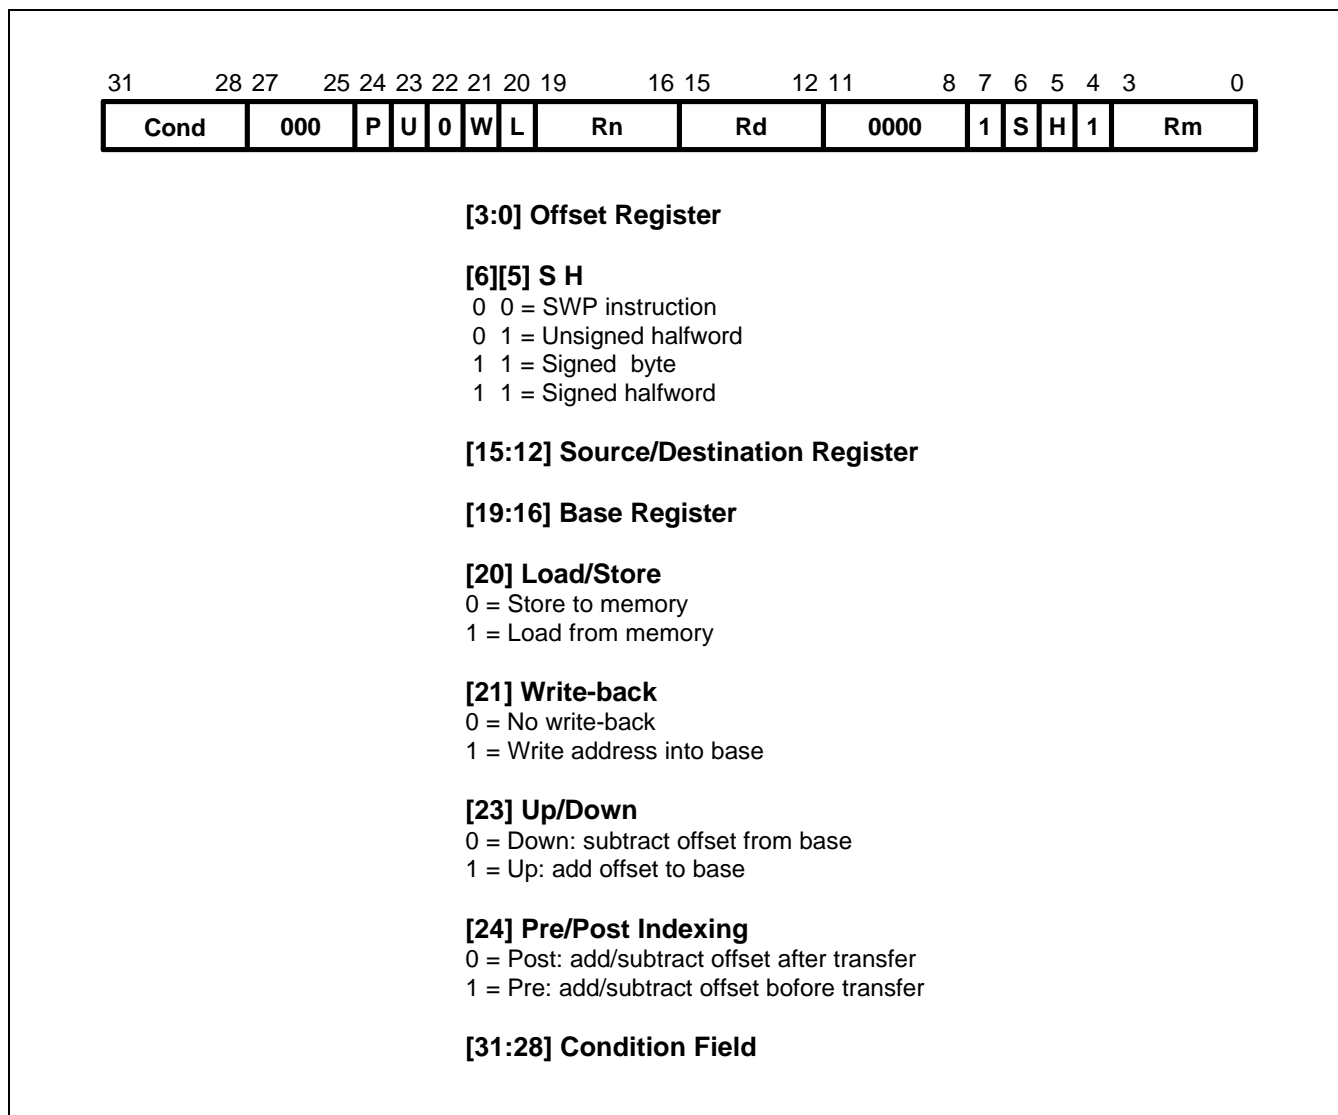 31 28 27 25 24 23 22 21 20 19 16 15 12 11 8 7 6 5 4 3 0
Cond 000 P U 0 W L Rn Rd 0000 1 S H 1 Rm
[3:0] Offset Register
[6][5] S H
0 0 = SWP instruction
0 1 = Unsigned halfword
1 1 = Signed byte
1 1 = Signed halfword
[15:12] Source/Destination Register
[19:16] Base Register
[20] Load/Store
0 = Store to memory
1 = Load from memory
[21] Write-back
0 = No write-back
1 = Write address into base
[23] Up/Down
0 = Down: subtract offset from base
1 = Up: add offset to base
[24] Pre/Post Indexing
0 = Post: add/subtract offset after transfer
1 = Pre: add/subtract offset bofore transfer
[31:28] Condition Field